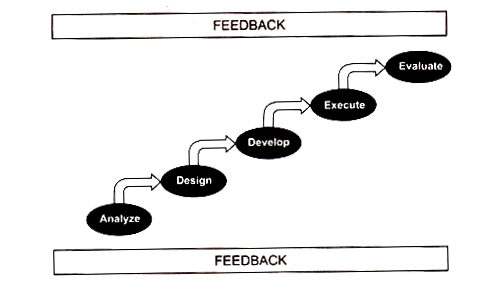 FEEDBACK
Evaluate
Execute
Develop
Design
Analyze
FEEDBACK